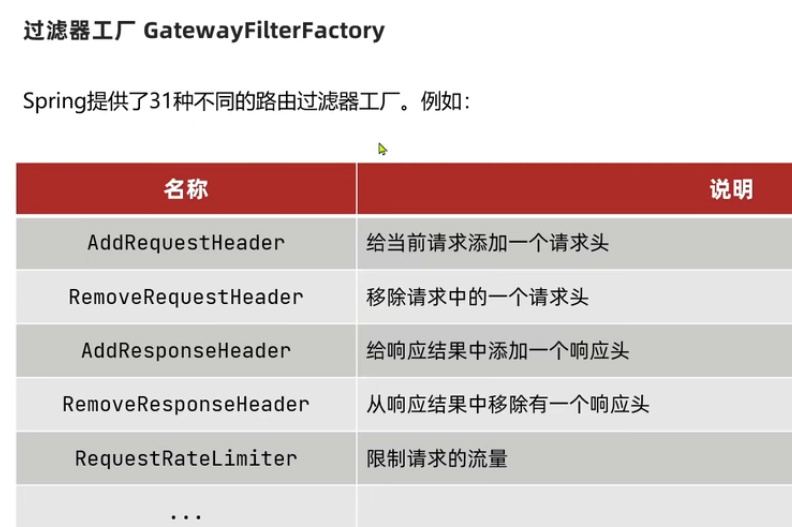 过滤器工厂 GatewayFilterFactory
Spring提供了31种不同的路由过滤器工厂。例如：
名称 说明
AddRequestHeader 给当前请求添加一个请求头
RemoveRequestHeader 移除请求中的一个请求头
AddResponseHeader 给响应结果中添加一个响应头
RemoveResponseHeader 从响应结果中移除有一个响应头
RequestRateLimiter 限制请求的流量
...